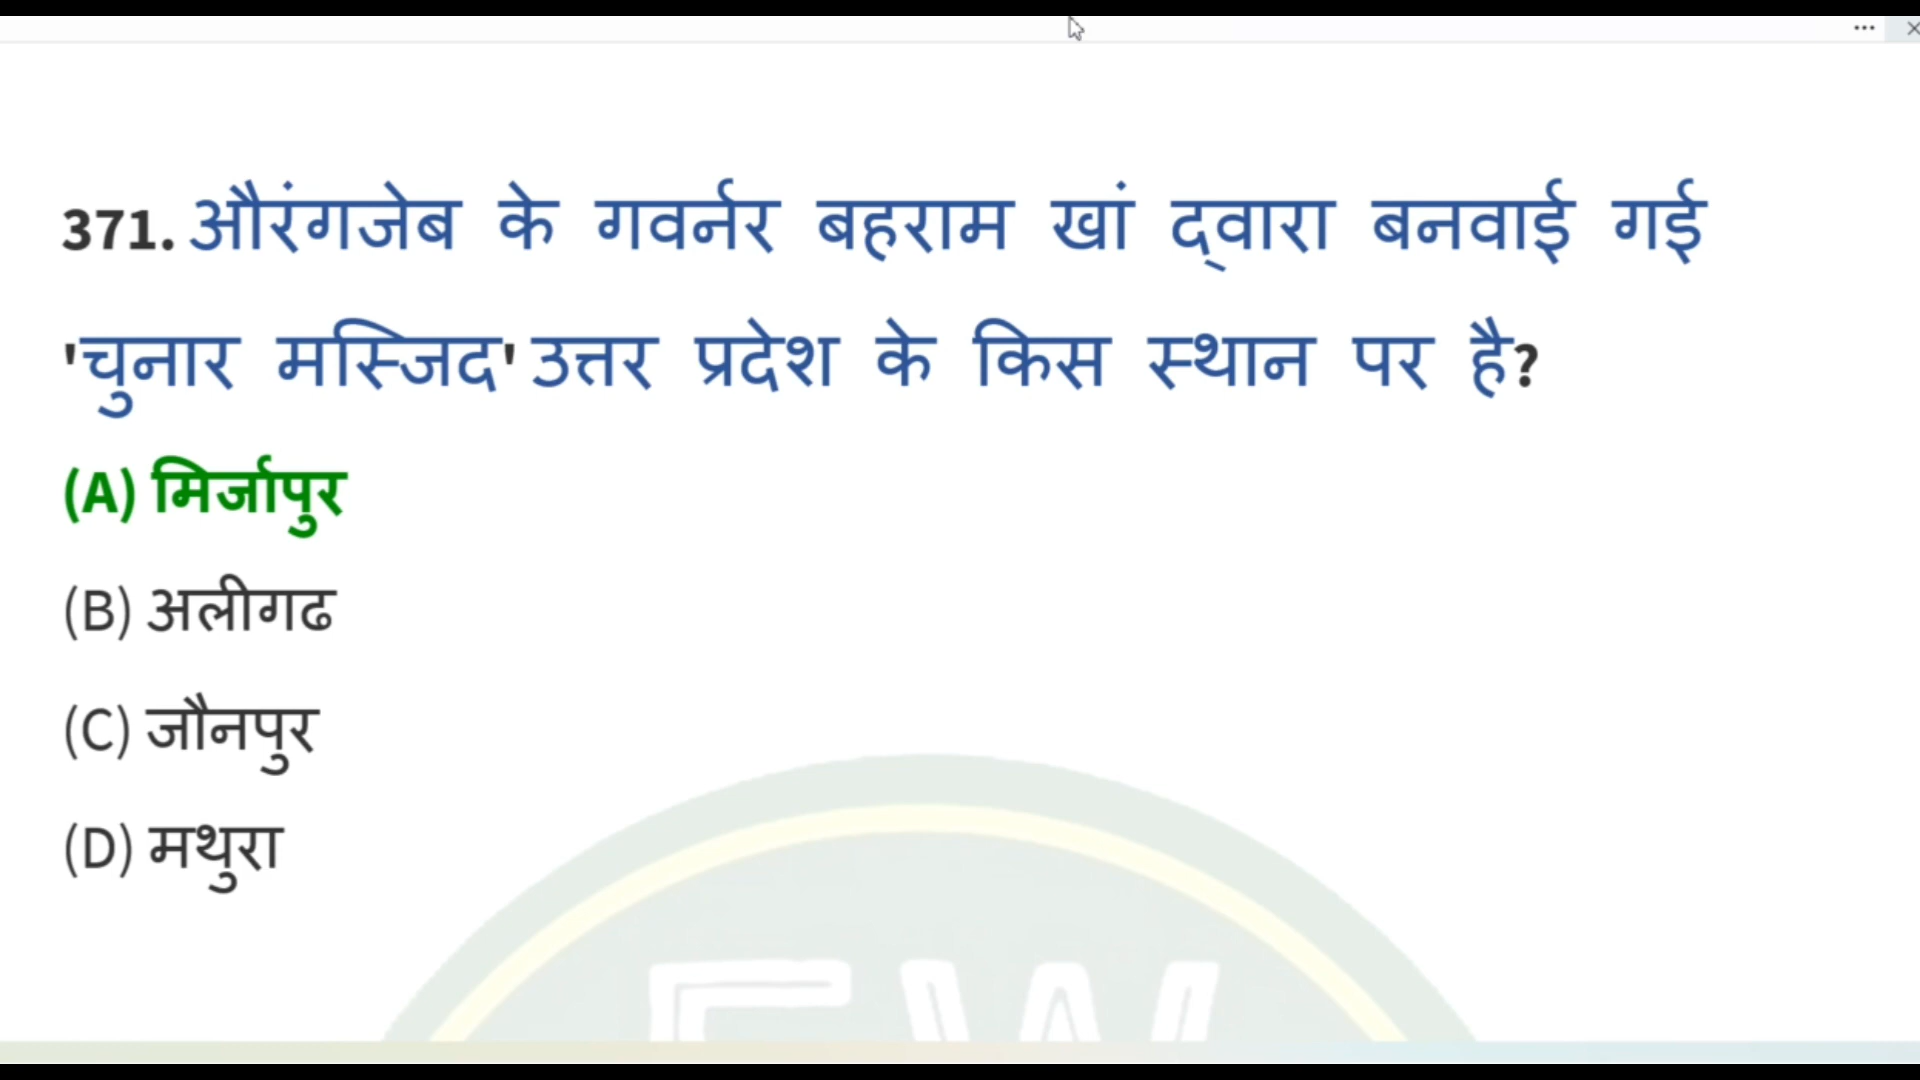 371. औरंगजेब के गवर्नर बहराम खां द्वारा बनवाई गई
'चुनार मस्जिद' उत्तर प्रदेश के किस स्थान पर है?
(A) मिर्जापुर
(B) अलीगढ
(C) जौनपुर
(D) मथुरा